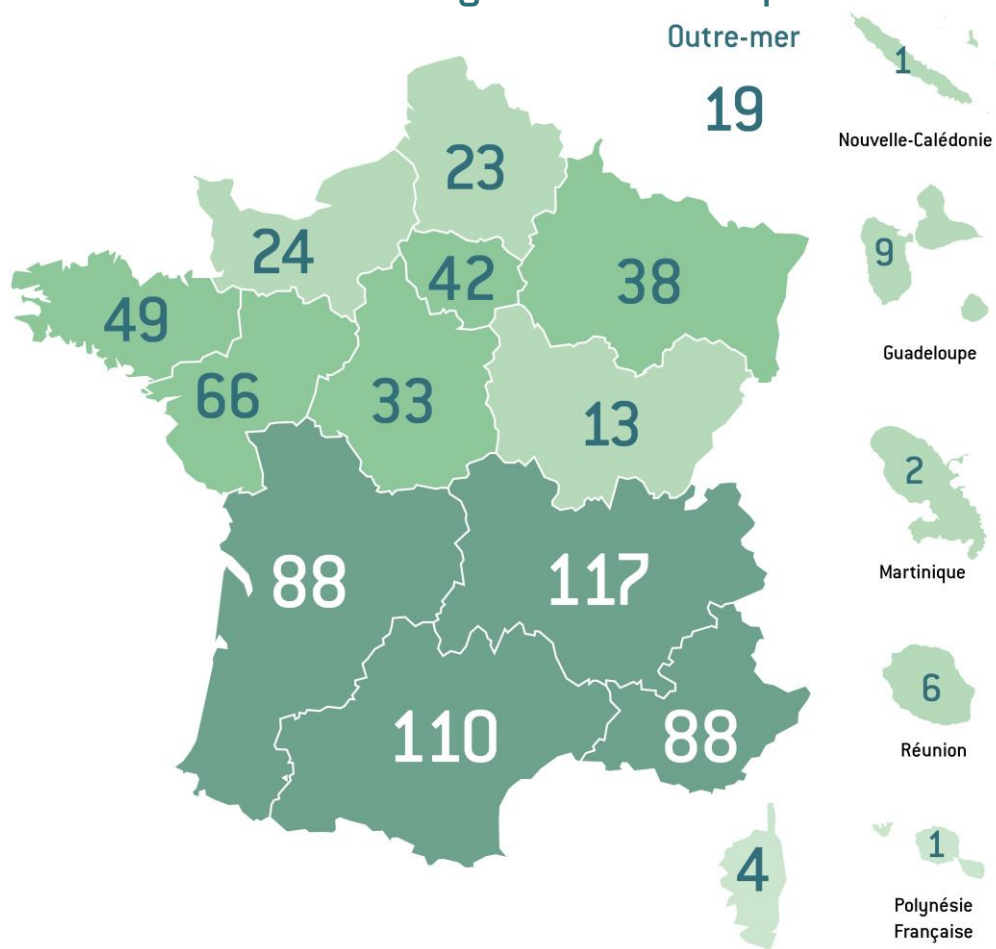 Outre-mer
19
1
Nouvelle-Calédonie
23
24
42
38
9
Guadeloupe
49
66
33
13
2
Martinique
88
117
6
Réunion
110
88
4
1
Polynésie
Française